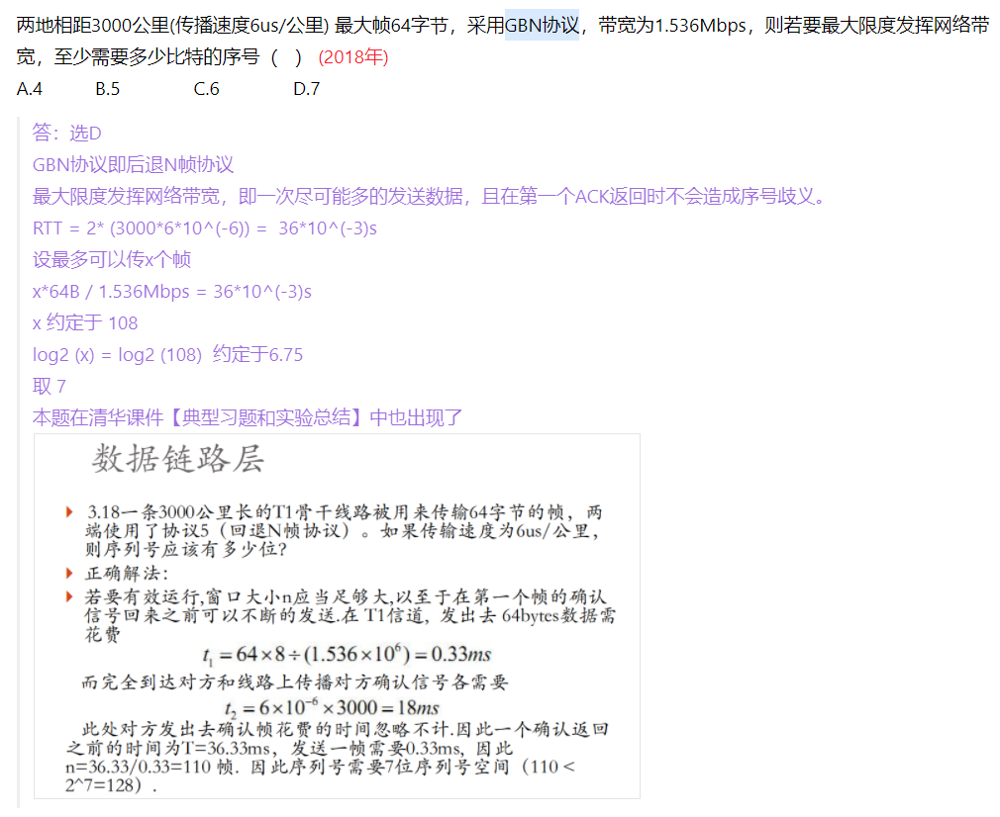 两地相距3000公里(传播速度6us/公里) 最大帧64字节，采用GBN协议，带宽为1.536Mbps，则若要最大限度发挥网络带
宽，至少需要多少比特的序号（ ） (2018年)
A.4 B.5 C.6 D.7
答：选D
GBN协议即后退N帧协议
最大限度发挥网络带宽，即一次尽可能多的发送数据，且在第一个ACK返回时不会造成序号歧义。
RTT = 2* (3000*6*10^(-6)) = 36*10^(-3)s
设最多可以传x个帧
x*64B / 1.536Mbps = 36*10^(-3)s
x 约定于 108
log2 (x) = log2 (108) 约定于6.75
取 7
本题在清华课件【典型习题和实验总结】中也出现了
数据链路层
3.18一条3000公里长的T1骨干线路被用来传输64字节的帧，两
端使用了协议5（回退N帧协议）。如果传输速度为6us/公里，
则序列号应该有多少位?
正确解法:
若要有效运行,窗口大小n应当足够大,以至于在第一个帧的确认
信号回来之前可以不断的发送.在 T1信道，发出去 64bytes数据需
花费
t₁ = 64×8÷(1.536×10⁶) = 0.33ms
而完全到达对方和线路上传播对方确认信号各需要
t₂ = 6×10⁻⁶×3000 = 18ms
此处对方发出去确认帧花费的时间忽略不计.因此一个确认返回
之前的时间为T=36.33ms，发送一帧需要0.33ms, 因此
n=36.33/0.33=110 帧. 因此序列号需要7位序列号空间（110 <
2^7=128）.